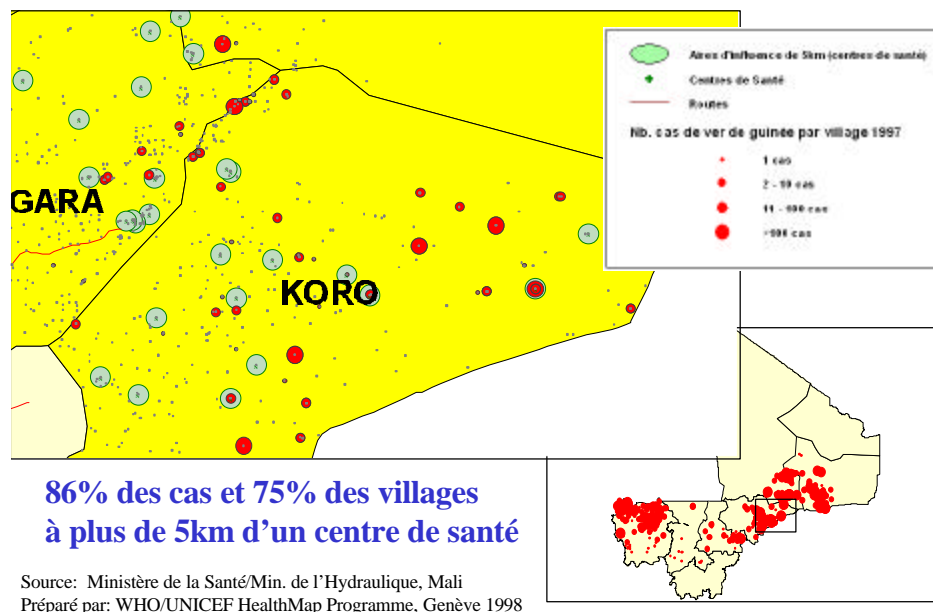 Aires d'influence de 5km (centres de santé)
Centres de Santé
Routes
Nb. cas de ver de guinée par village 1997
1 cas
2 - 10 cas
11 - 100 cas
>100 cas
GARA
KORO
86% des cas et 75% des villages
à plus de 5km d'un centre de santé
Source: Ministère de la Santé/Min. de l'Hydraulique, Mali
Préparé par: WHO/UNICEF HealthMap Programme, Genève 1998